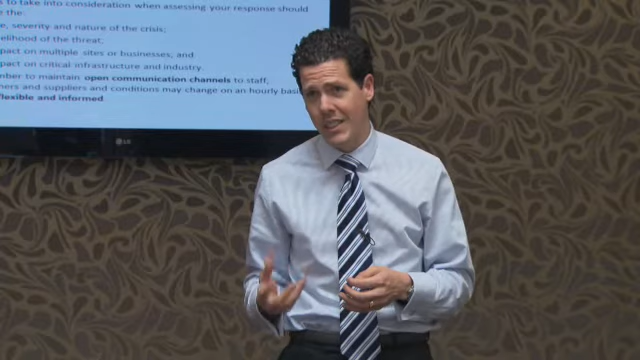 s to take into consideration when assessing your response should
e the:
e, severity and nature of the crisis;
elihood of the threat,
pact on multiple sites or businesses; and
pact on critical infrastructure and industry.
mber to maintain open communication channels to staff,
mers and suppliers and conditions may change on an hourly basi
flexible and informed.
LG